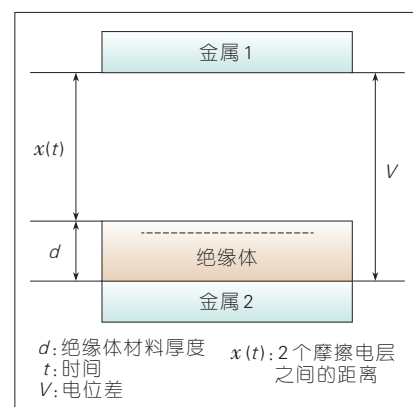 金属1
x(t)
V
d
绝缘体
金属2
d:绝缘体材料厚度
t:时间
V:电位差
x(t):2个摩擦电层
之间的距离